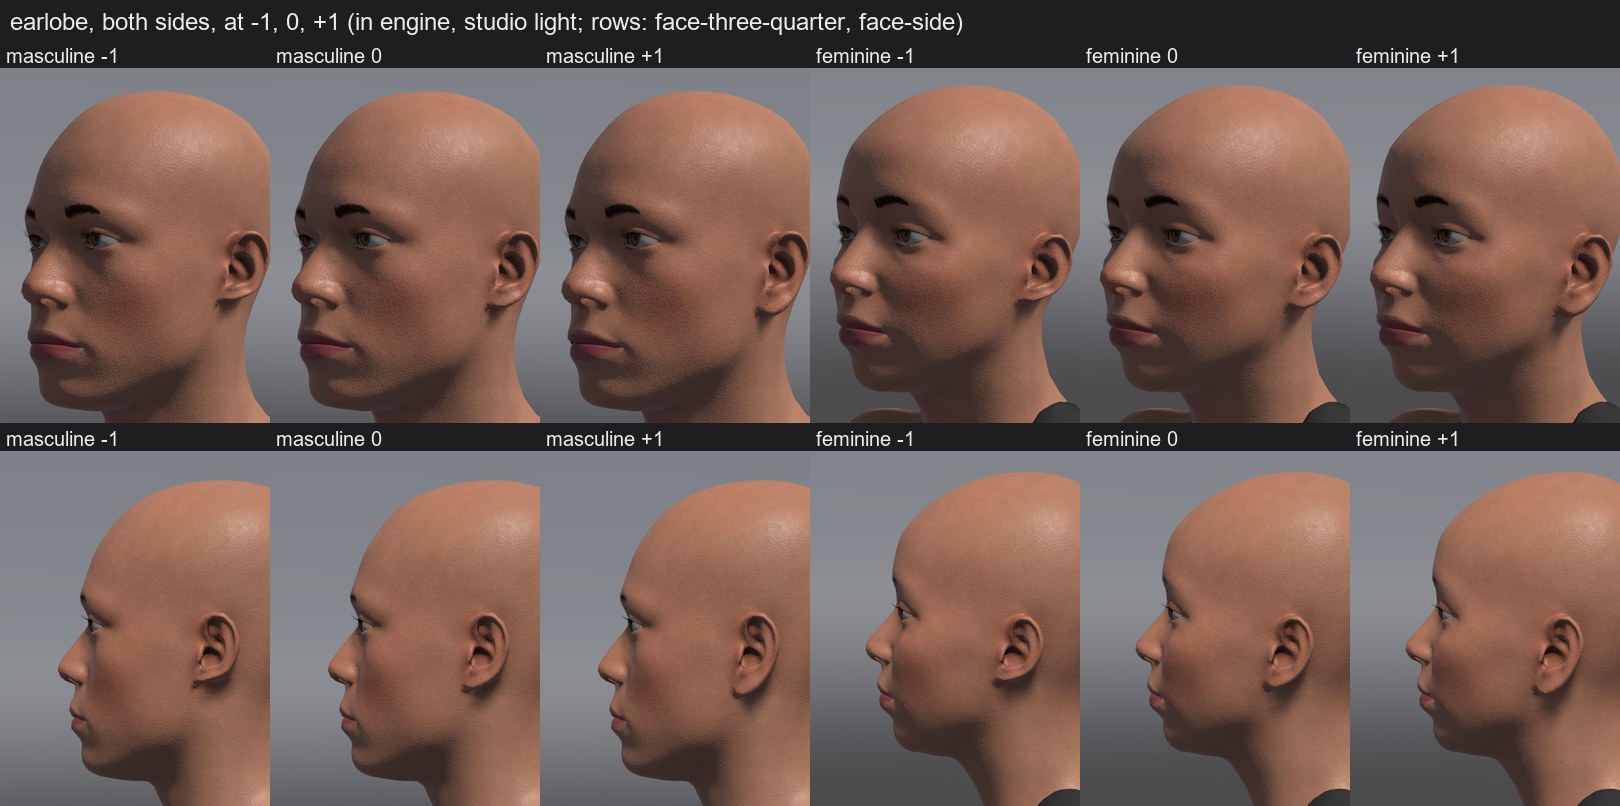 earlobe, both sides, at -1, 0, +1 (in engine, studio light; rows: face-three-quarter, face-side)
masculine -1 masculine 0 masculine +1 feminine -1 feminine 0 feminine +1
masculine -1 masculine 0 masculine +1 feminine -1 feminine 0 feminine +1